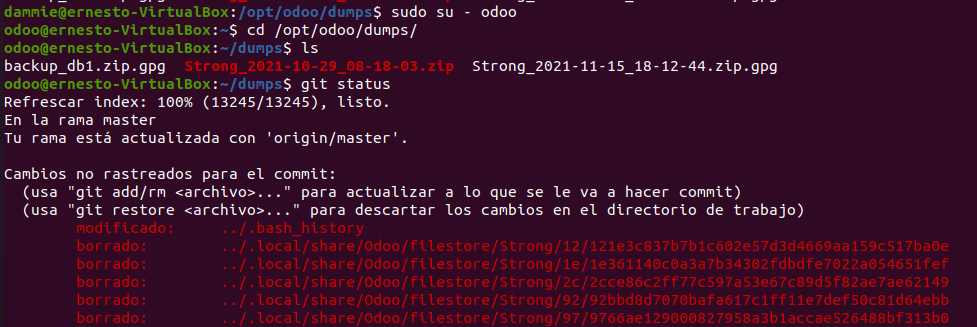 dammie@ernesto-VirtualBox:/opt/odoo/dumps$ sudo su - odoo
odoo@ernesto-VirtualBox:~$ cd /opt/odoo/dumps/
odoo@ernesto-VirtualBox:~/dumps$ ls
backup_db1.zip.gpg  Strong_2021-10-29_08-18-03.zip  Strong_2021-11-15_18-12-44.zip.gpg
odoo@ernesto-VirtualBox:~/dumps$ git status
Refrescar index: 100% (13245/13245), listo.
En la rama master
Tu rama está actualizada con 'origin/master'.
Cambios no rastreados para el commit:
  (usa "git add/rm <archivo>..." para actualizar a lo que se le va a hacer commit)
  (usa "git restore <archivo>..." para descartar los cambios en el directorio de trabajo)
        modificado:     ../.bash_history
        borrado:        ../.local/share/Odoo/filestore/Strong/12/121e3c837b7b1c602e57d3d4669aa159c517ba0e
        borrado:        ../.local/share/Odoo/filestore/Strong/1e/1e361140c0a3a7b34302fdbdfe7022a054651fef
        borrado:        ../.local/share/Odoo/filestore/Strong/2c/2cce86c2ff77c597a53e67c89d5f82ae7ae62149
        borrado:        ../.local/share/Odoo/filestore/Strong/92/92bbd8d7070bafa617c1ff11e7def50c81d64ebb
        borrado:        ../.local/share/Odoo/filestore/Strong/97/9766ae129000827958a3b1accae526488bf313b0